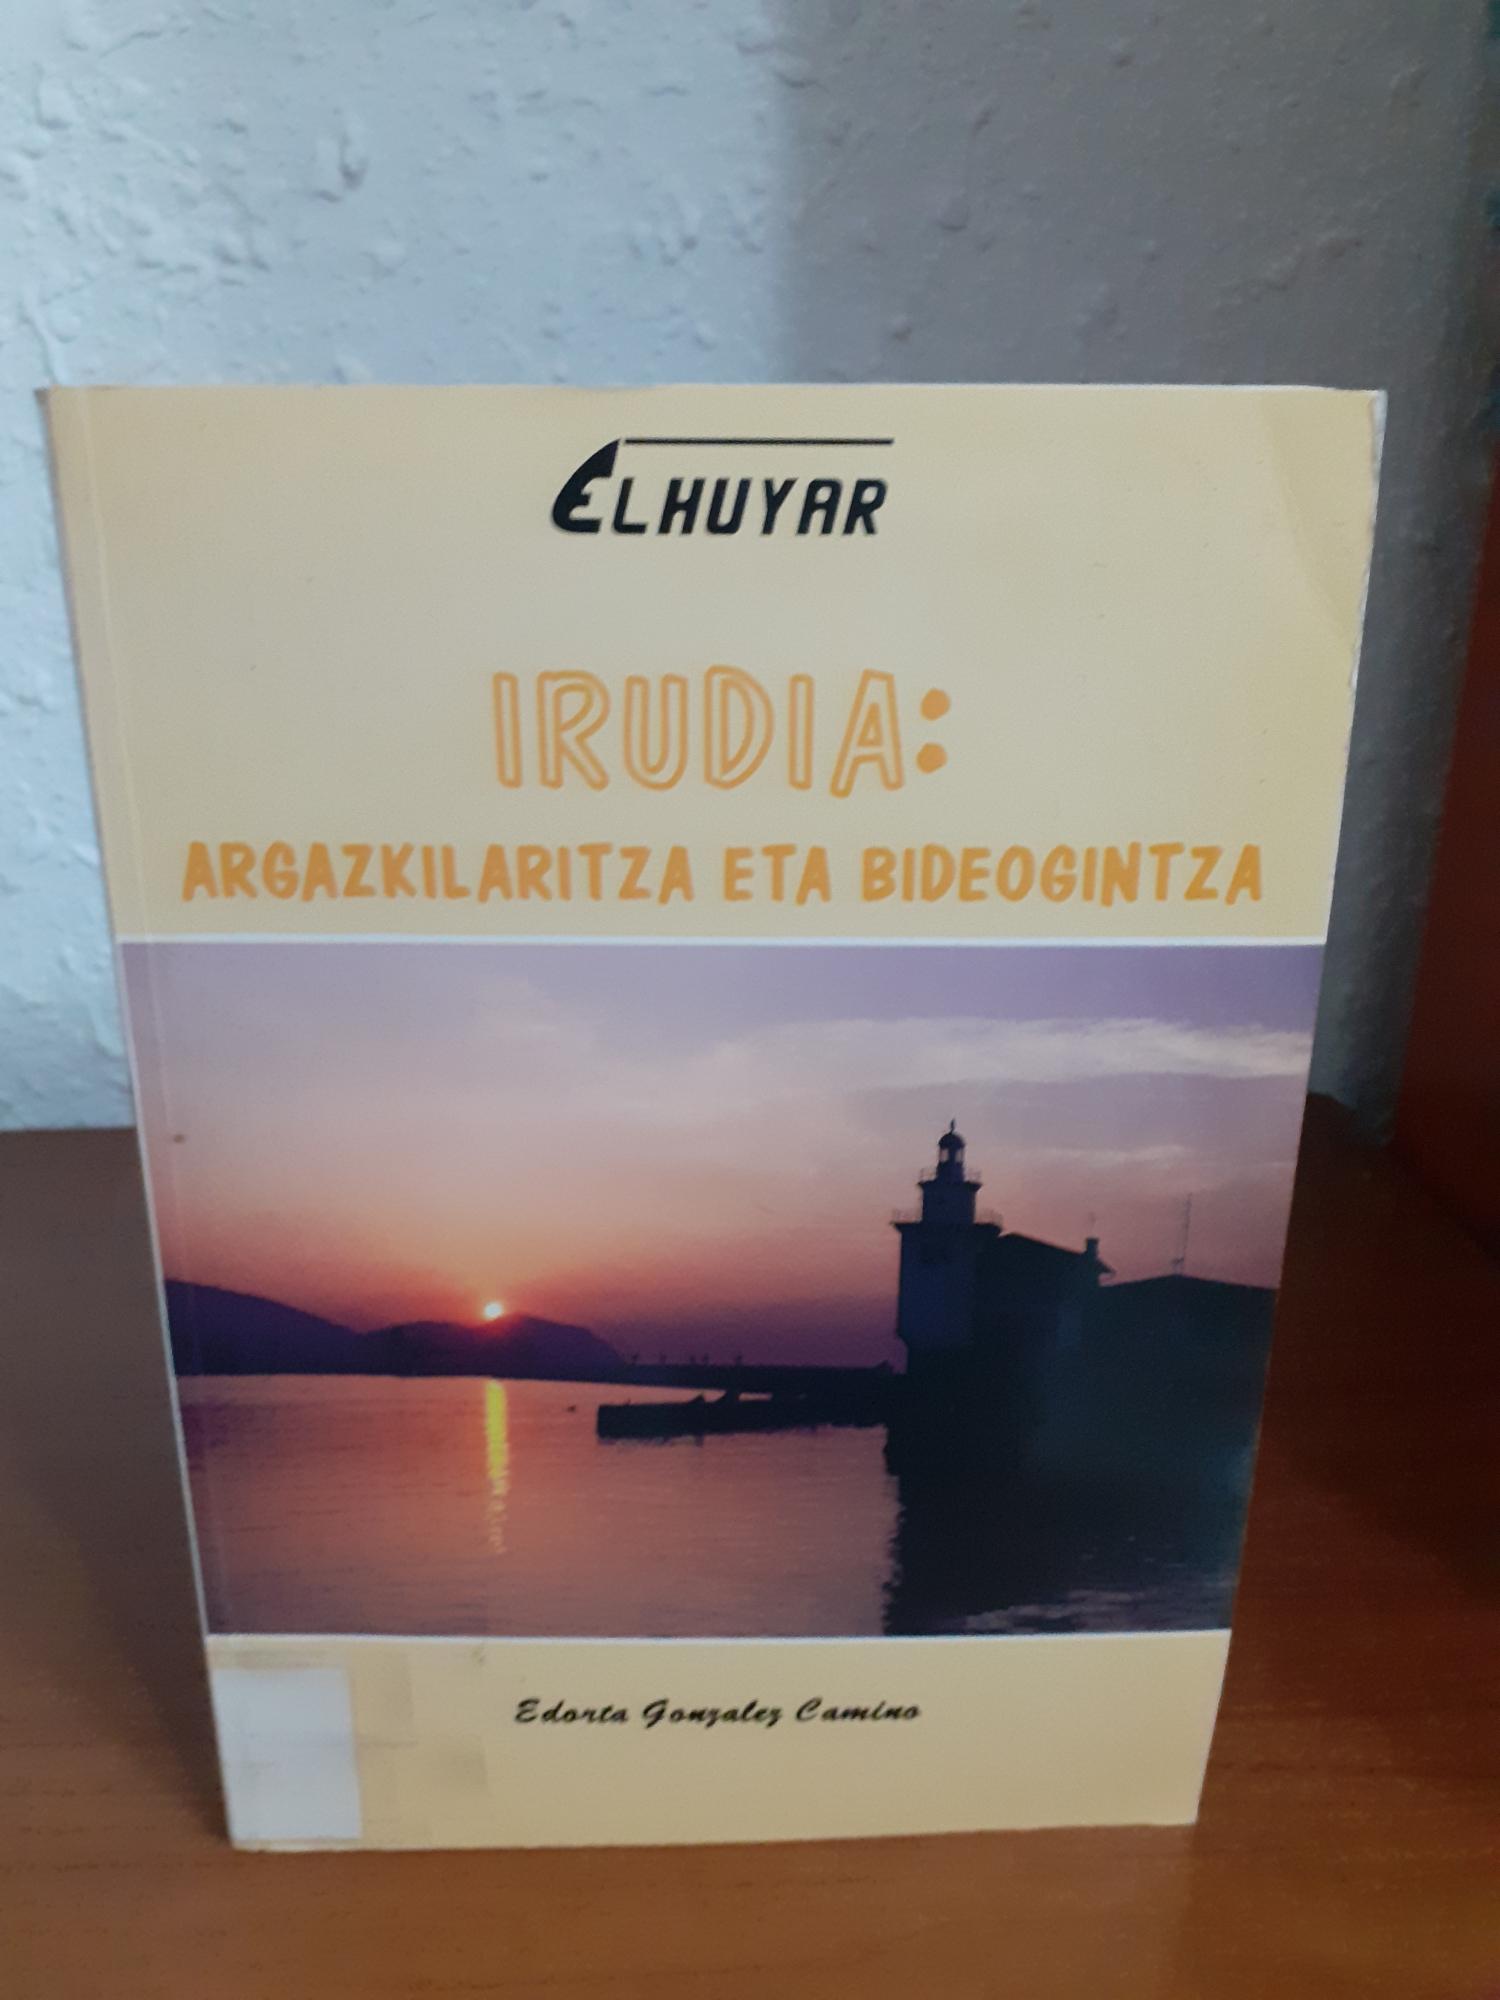 ELHUYAR
IRUDIA:
ARGAZKILARITZA ETA BIDEOGINTZA
Edorta Gonzalez Camino